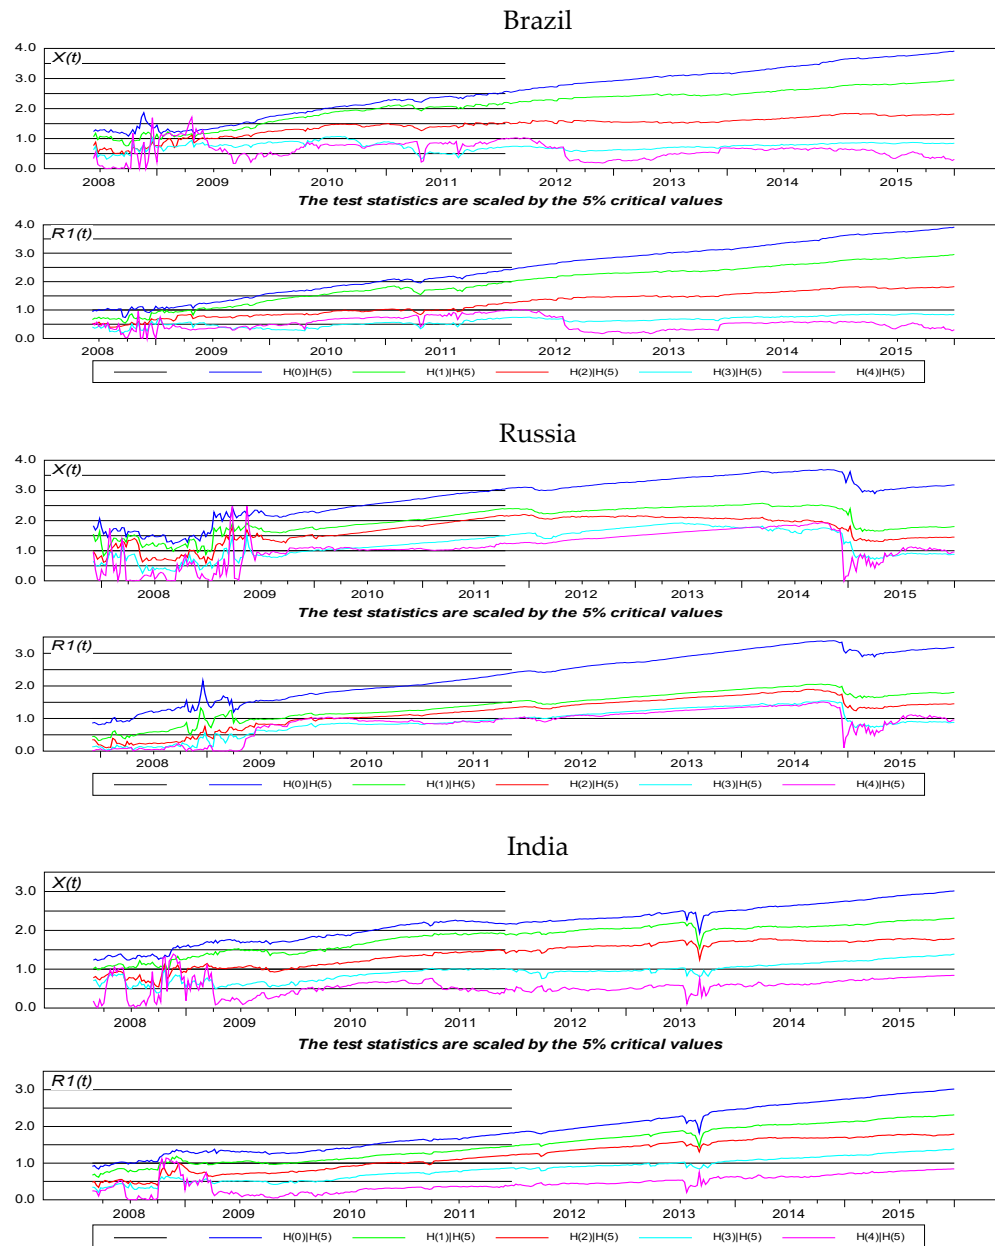 Brazil
X(t)
4.0
3.0
2.0
1.0
0.0
2008 2009 2010 2011 2012 2013 2014 2015
The test statistics are scaled by the 5% critical values
R1(t)
4.0
3.0
2.0
1.0
0.0
2008 2009 2010 2011 2012 2013 2014 2015
H(0)|H(5) H(1)|H(5) H(2)|H(5) H(3)|H(5) H(4)|H(5)
Russia
X(t)
4.0
3.0
2.0
1.0
0.0
2008 2009 2010 2011 2012 2013 2014 2015
The test statistics are scaled by the 5% critical values
R1(t)
3.0
2.0
1.0
0.0
2008 2009 2010 2011 2012 2013 2014 2015
H(0)|H(5) H(1)|H(5) H(2)|H(5) H(3)|H(5) H(4)|H(5)
India
X(t)
3.0
2.0
1.0
0.0
2008 2009 2010 2011 2012 2013 2014 2015
The test statistics are scaled by the 5% critical values
R1(t)
3.0
2.0
1.0
0.0
2008 2009 2010 2011 2012 2013 2014 2015
H(0)|H(5) H(1)|H(5) H(2)|H(5) H(3)|H(5) H(4)|H(5)